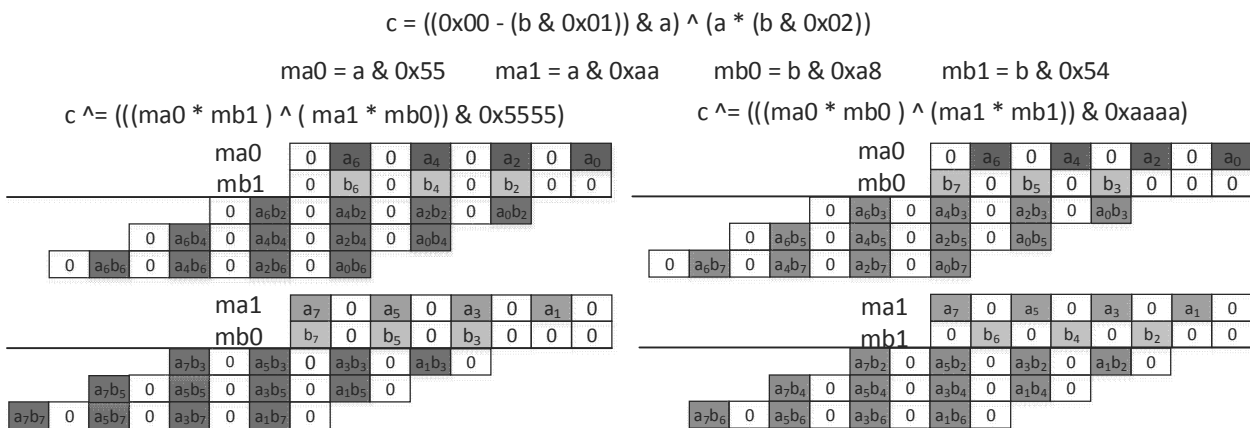 c = ((0x00 - (b & 0x01)) & a) ^ (a * (b & 0x02))
ma0 = a & 0x55 ma1 = a & 0xaa mb0 = b & 0xa8 mb1 = b & 0x54
c ^= (((ma0 * mb1 ) ^ ( ma1 * mb0)) & 0x5555)
ma0 0 a₆ 0 a₄ 0 a₂ 0 a₀
mb1 0 b₆ 0 b₄ 0 b₂ 0 0
0 a₆b₂ 0 a₄b₂ 0 a₂b₂ 0 a₀b₂
0 a₆b₄ 0 a₄b₄ 0 a₂b₄ 0 a₀b₄
0 a₆b₆ 0 a₄b₆ 0 a₂b₆ 0 a₀b₆
ma1 a₇ 0 a₅ 0 a₃ 0 a₁ 0
mb0 b₇ 0 b₅ 0 b₃ 0 0 0
a₇b₃ 0 a₅b₃ 0 a₃b₃ 0 a₁b₃ 0
a₇b₅ 0 a₅b₅ 0 a₃b₅ 0 a₁b₅ 0
a₇b₇ 0 a₅b₇ 0 a₃b₇ 0 a₁b₇ 0
c ^= (((ma0 * mb0 ) ^ (ma1 * mb1)) & 0xaaaa)
ma0 0 a₆ 0 a₄ 0 a₂ 0 a₀
mb0 b₇ 0 b₅ 0 b₃ 0 0 0
0 a₆b₃ 0 a₄b₃ 0 a₂b₃ 0 a₀b₃
0 a₆b₅ 0 a₄b₅ 0 a₂b₅ 0 a₀b₅
0 a₆b₇ 0 a₄b₇ 0 a₂b₇ 0 a₀b₇
ma1 a₇ 0 a₅ 0 a₃ 0 a₁ 0
mb1 0 b₆ 0 b₄ 0 b₂ 0 0
a₇b₂ 0 a₅b₂ 0 a₃b₂ 0 a₁b₂ 0
a₇b₄ 0 a₅b₄ 0 a₃b₄ 0 a₁b₄ 0
a₇b₆ 0 a₅b₆ 0 a₃b₆ 0 a₁b₆ 0